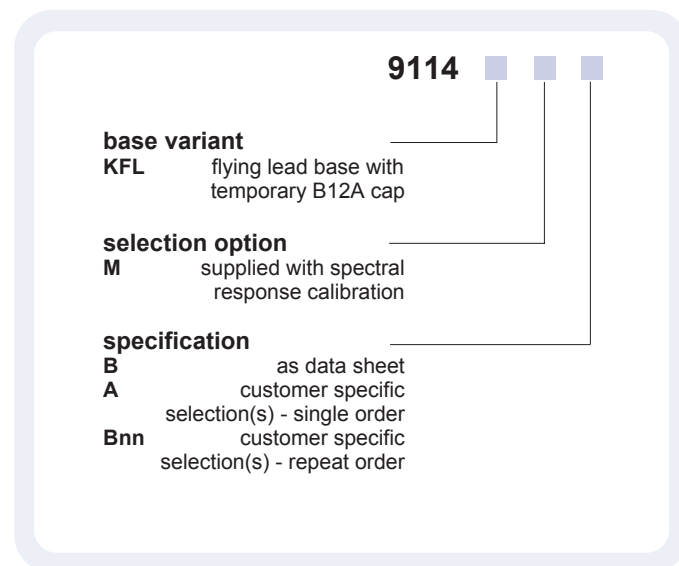 9114
base variant
KFL flying lead base with
temporary B12A cap
selection option
M supplied with spectral
response calibration
specification
B as data sheet
A customer specific
selection(s) - single order
Bnn customer specific
selection(s) - repeat order